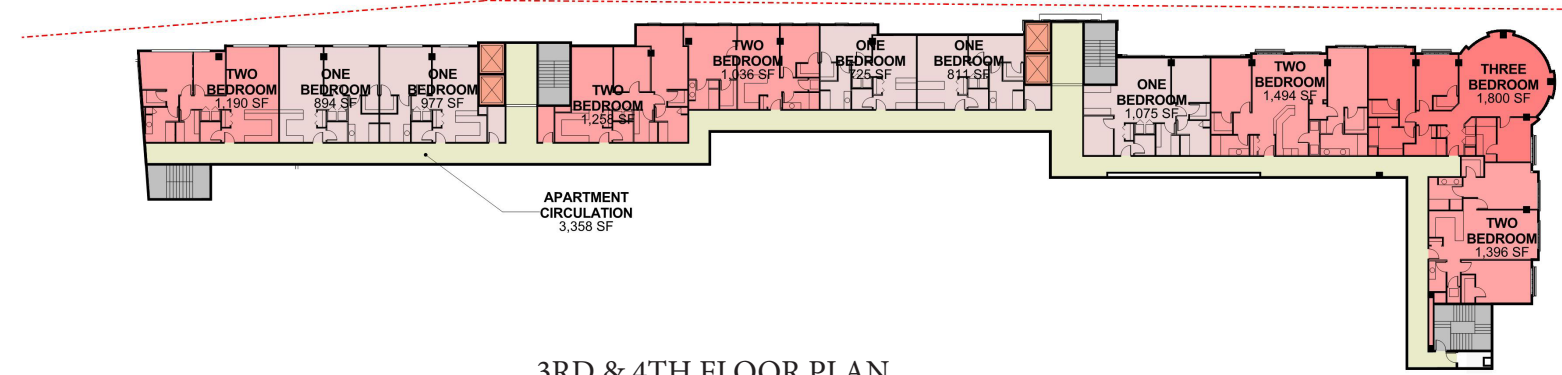 TWO
BEDROOM
1,190 SF
ONE
BEDROOM
894 SF
ONE
BEDROOM
977 SF
TWO
BEDROOM
1,258 SF
TWO
BEDROOM
1,036 SF
ONE
BEDROOM
725 SF
ONE
BEDROOM
811 SF
ONE
BEDROOM
1,075 SF
TWO
BEDROOM
1,494 SF
THREE
BEDROOM
1,800 SF
TWO
BEDROOM
1,396 SF
APARTMENT
CIRCULATION
3,358 SF
3RD & 4TH FLOOR PLAN